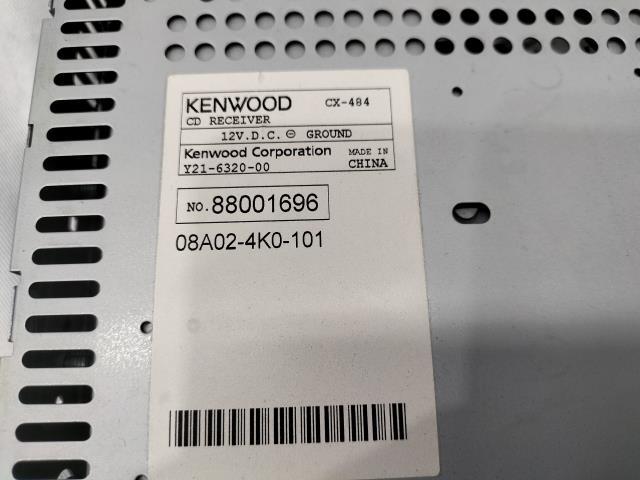 KENWOOD CX-484
CD RECEIVER
12V.D.C. ⊖ GROUND
Kenwood Corporation MADE IN
Y21-6320-00 CHINA
NO. 88001696
08A02-4K0-101